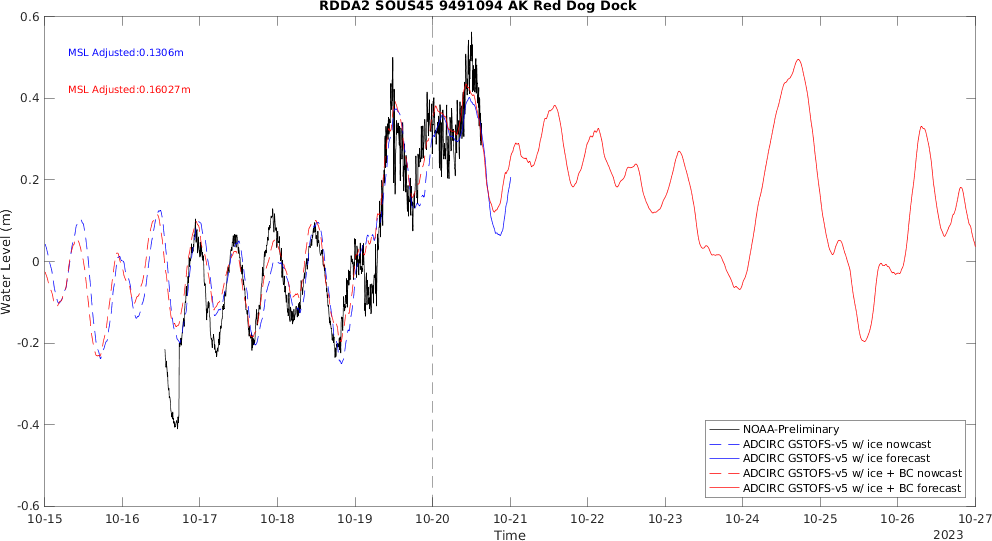 RDDA2 SOUS45 9491094 AK Red Dog Dock
0.6
MSL Adjusted:0.1306m
MSL Adjusted:0.16027m
0.4
0.2
0
-0.2
-0.4
-0.6
Water Level (m)
NOAA-Preliminary
ADCIRC GSTOFS-v5 w/ ice nowcast
ADCIRC GSTOFS-v5 w/ ice forecast
ADCIRC GSTOFS-v5 w/ ice + BC nowcast
ADCIRC GSTOFS-v5 w/ ice + BC forecast
10-15 10-16 10-17 10-18 10-19 10-20 10-21 10-22 10-23 10-24 10-25 10-26 10-27
Time
2023